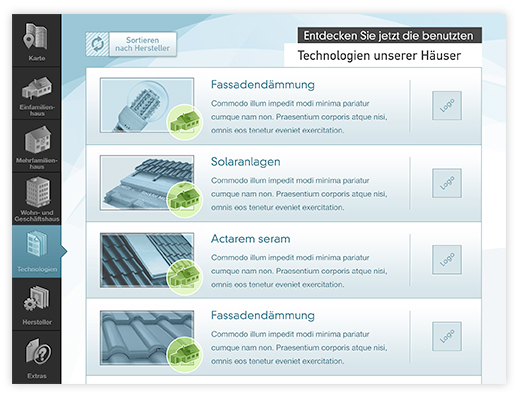 Karte
Einfamilien-
haus
Mehrfamilien-
haus
Wohn- und
Geschäftshaus
Technologien
Hersteller
Extras
Sortieren
nach Hersteller
Entdecken Sie jetzt die benutzten
Technologien unserer Häuser
Fassadendämmung
Commodo illum impedit modi minima pariatur
cumque nam non. Praesentium corporis atque nisi,
omnis eos tenetur eveniet exercitation.
Logo
Solaranlagen
Commodo illum impedit modi minima pariatur
cumque nam non. Praesentium corporis atque nisi,
omnis eos tenetur eveniet exercitation.
Logo
Actarem seram
Commodo illum impedit modi minima pariatur
cumque nam non. Praesentium corporis atque nisi,
omnis eos tenetur eveniet exercitation.
Logo
Fassadendämmung
Commodo illum impedit modi minima pariatur
cumque nam non. Praesentium corporis atque nisi,
omnis eos tenetur eveniet exercitation.
Logo